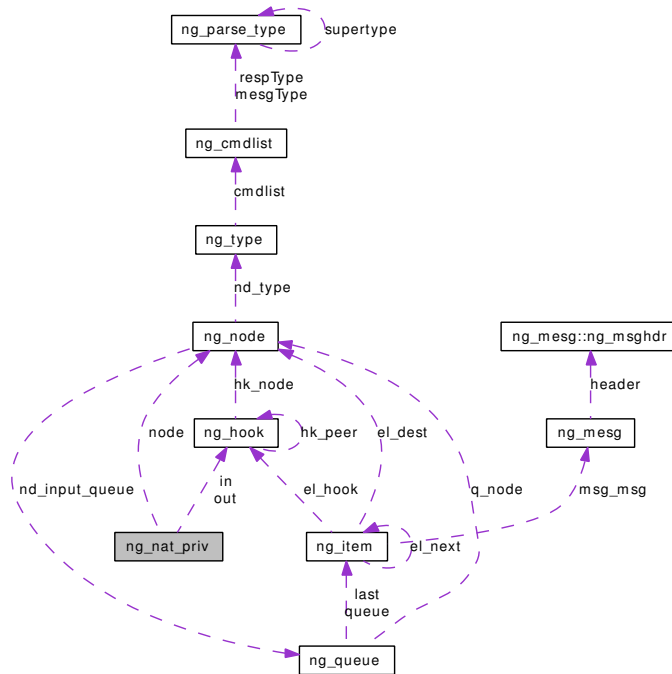 ng_parse_type
supertype
respType
mesgType
ng_cmdlist
cmdlist
ng_type
nd_type
ng_node
ng_mesg::ng_msghdr
hk_node
header
node
ng_hook
hk_peer
el_dest
ng_mesg
nd_input_queue
in
out
el_hook
q_node
msg_msg
ng_nat_priv
ng_item
el_next
last
queue
ng_queue